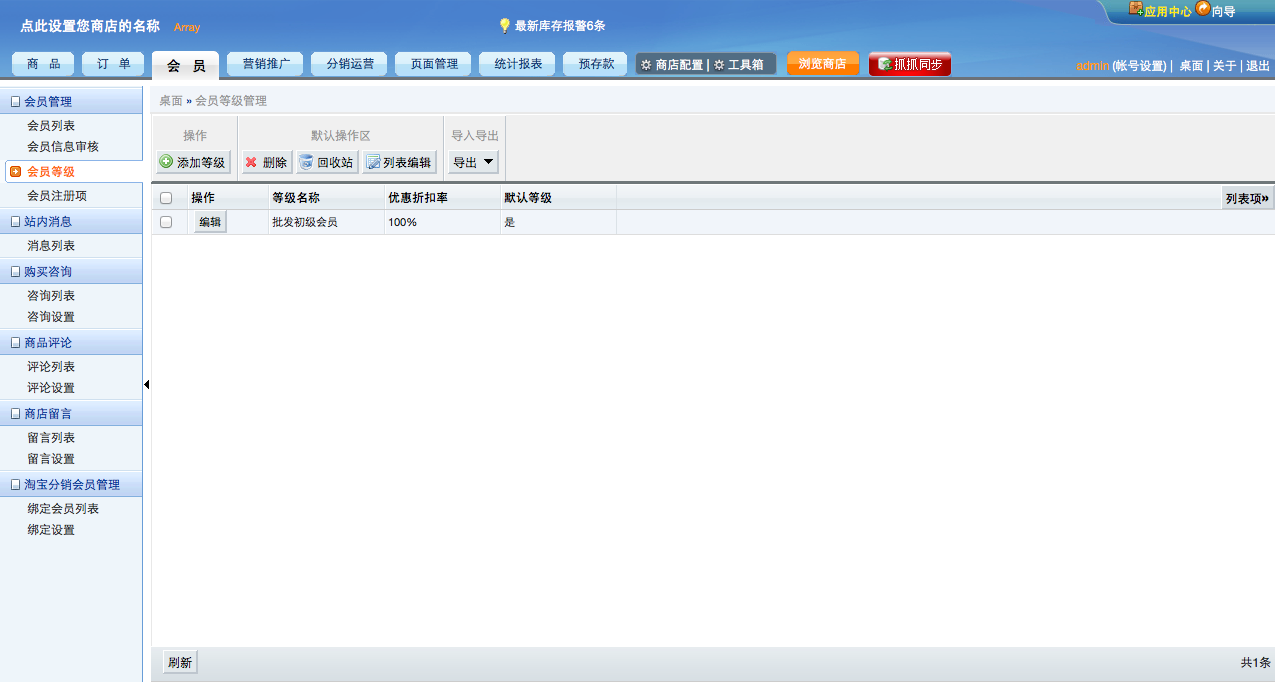 点此设置您商店的名称 Array 最新库存报警6条 应用中心 向导
商 品 订 单 会 员 营销推广 分销运营 页面管理 统计报表 预存款 商店配置 | 工具箱 浏览商店 抓抓同步 admin (帐号设置) | 桌面 | 关于 | 退出
会员管理
会员列表
会员信息审核
会员等级
会员注册项
站内消息
消息列表
购买咨询
咨询列表
咨询设置
商品评论
评论列表
评论设置
商店留言
留言列表
留言设置
淘宝分销会员管理
绑定会员列表
绑定设置
桌面 » 会员等级管理
操作 默认操作区 导入导出
添加等级 删除 回收站 列表编辑 导出
操作 等级名称 优惠折扣率 默认等级 列表项»
编辑 批发初级会员 100% 是
刷新 共1条